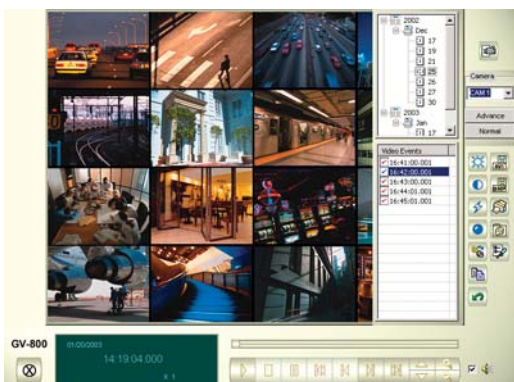 2002
Dec
17
19
21
25
26
27
30
2003
Jan
17
Camera
CAM1
Advance
Normal
Video Events
16:41:00.001
16:42:00.001
16:43:00.001
16:44:01.001
16:45:01.001
GV-800
01/20/2003
14:19:04.000
X 1